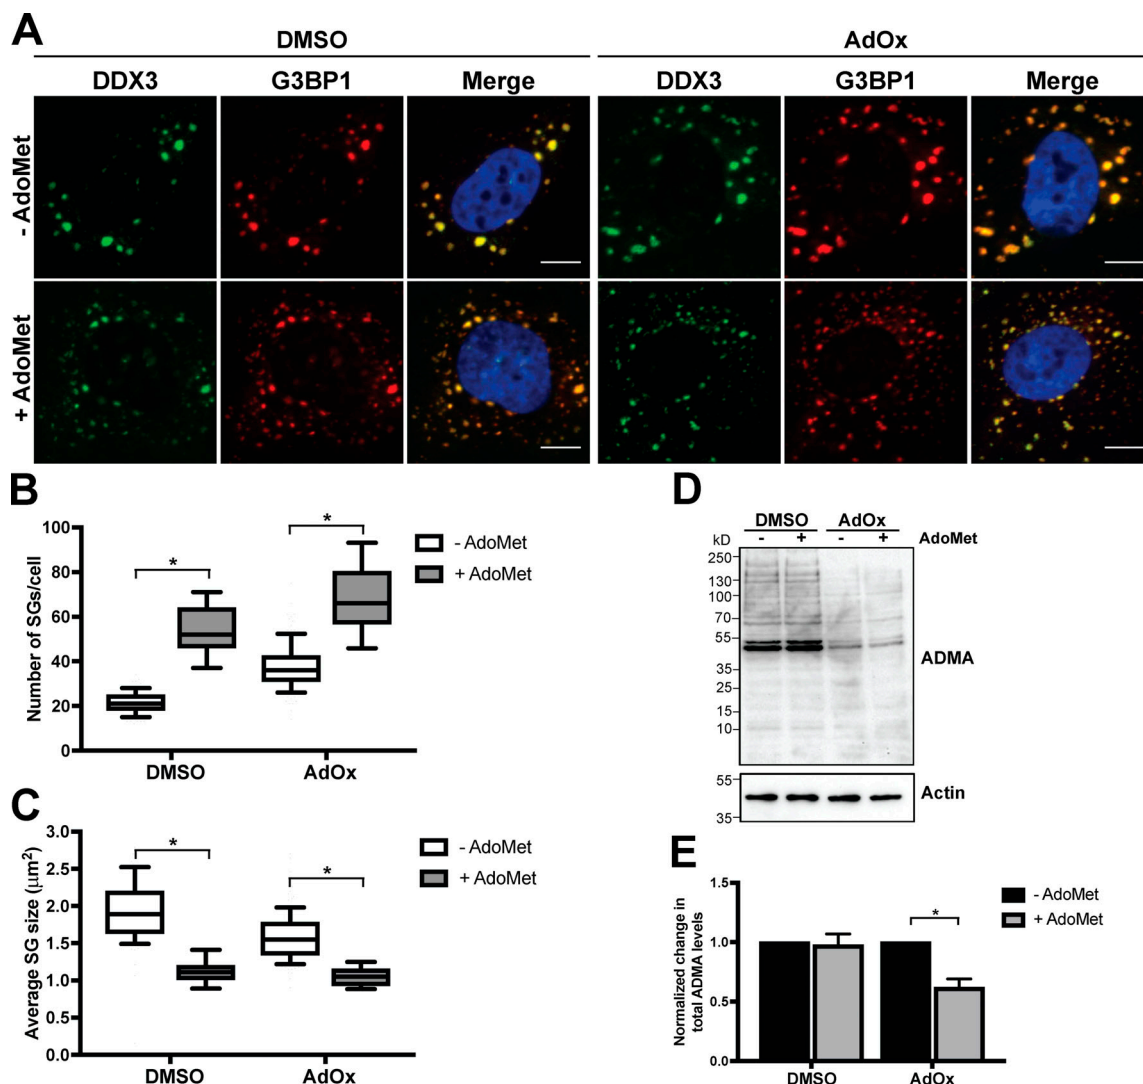 A
DMSO
AdOx
DDX3 G3BP1 Merge DDX3 G3BP1 Merge
- AdoMet
+ AdoMet
B
Number of SGs/cell
100
80
60
40
20
0
*
*
- AdoMet
+ AdoMet
DMSO AdOx
C
Average SG size (μm²)
3.0
2.5
2.0
1.5
1.0
0.5
0.0
*
*
- AdoMet
+ AdoMet
DMSO AdOx
D
DMSO AdOx
kD - + - + AdoMet
250
130
100
70
55
35
25
15
10
ADMA
55
35
Actin
E
Normalized change in
total ADMA levels
1.5
1.0
0.5
0.0
*
- AdoMet
+ AdoMet
DMSO AdOx